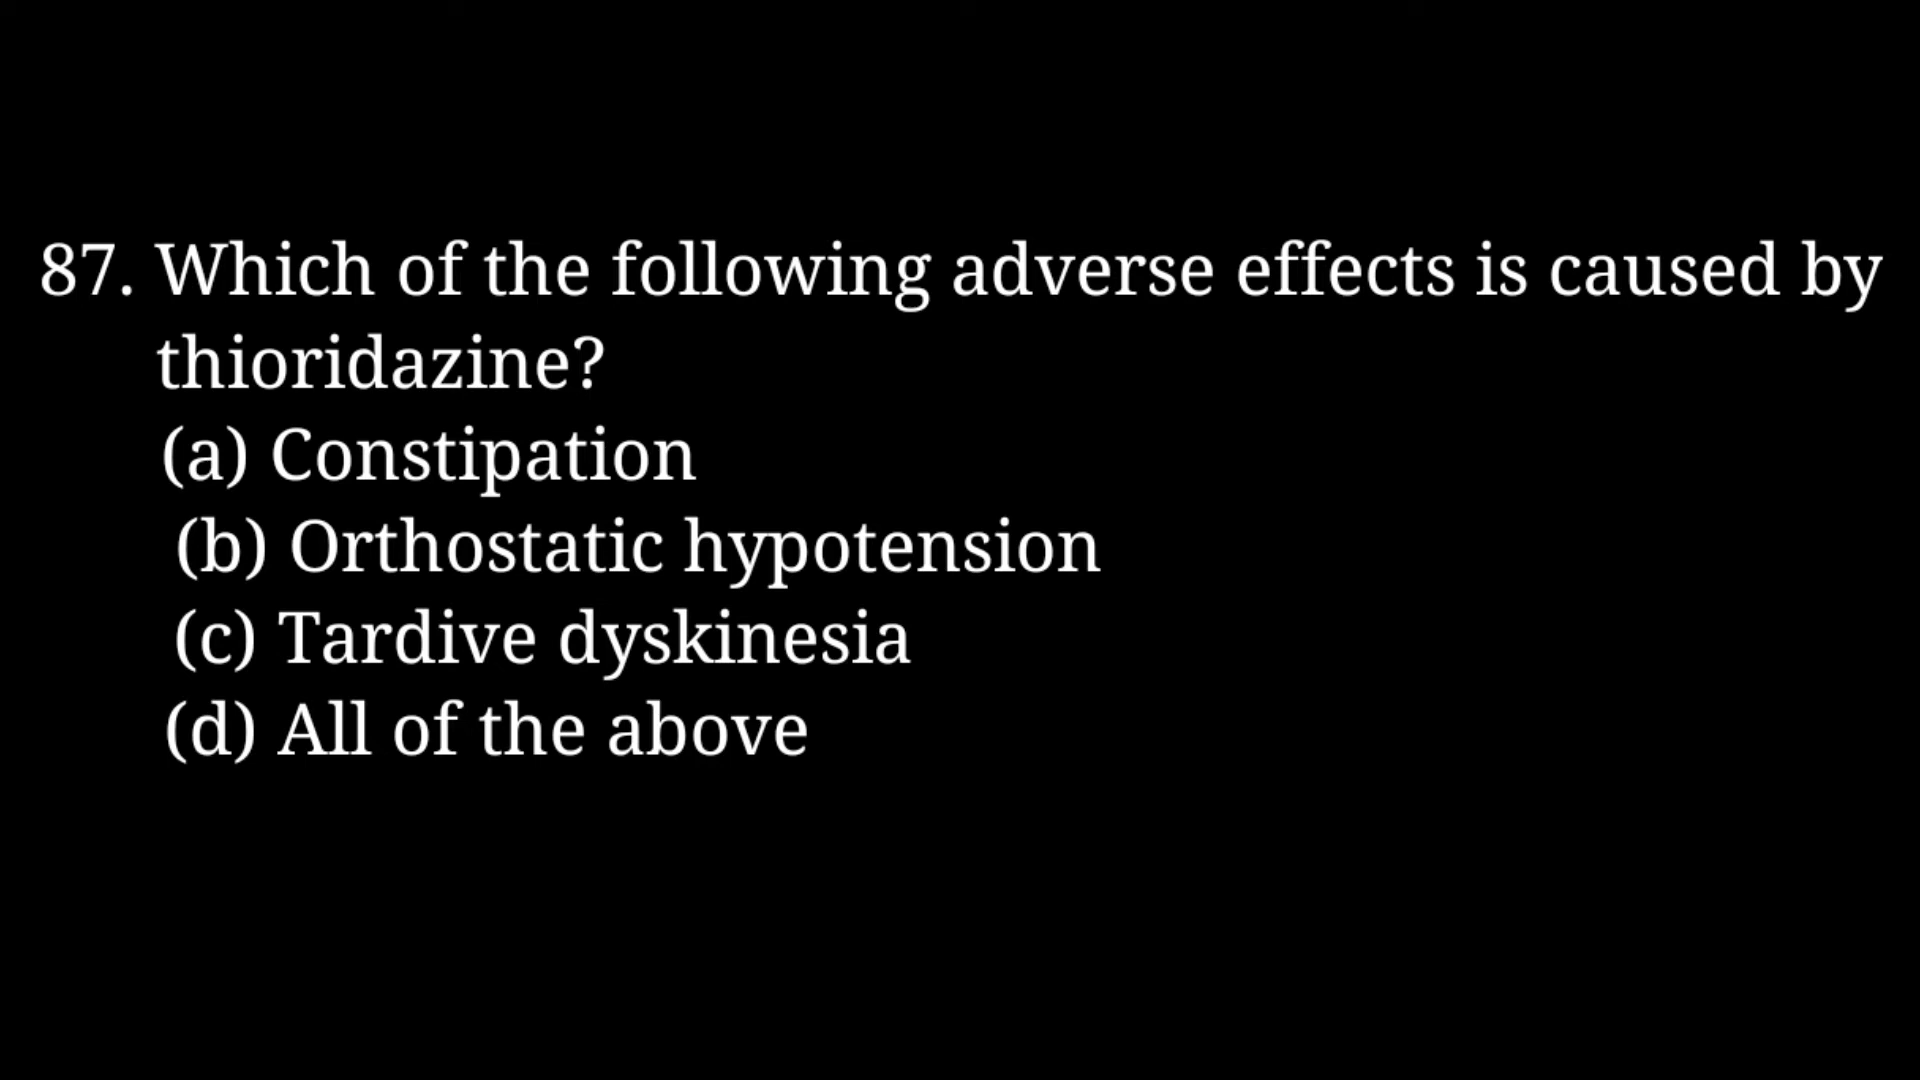 87. Which of the following adverse effects is caused by
thioridazine?
(a) Constipation
(b) Orthostatic hypotension
(c) Tardive dyskinesia
(d) All of the above